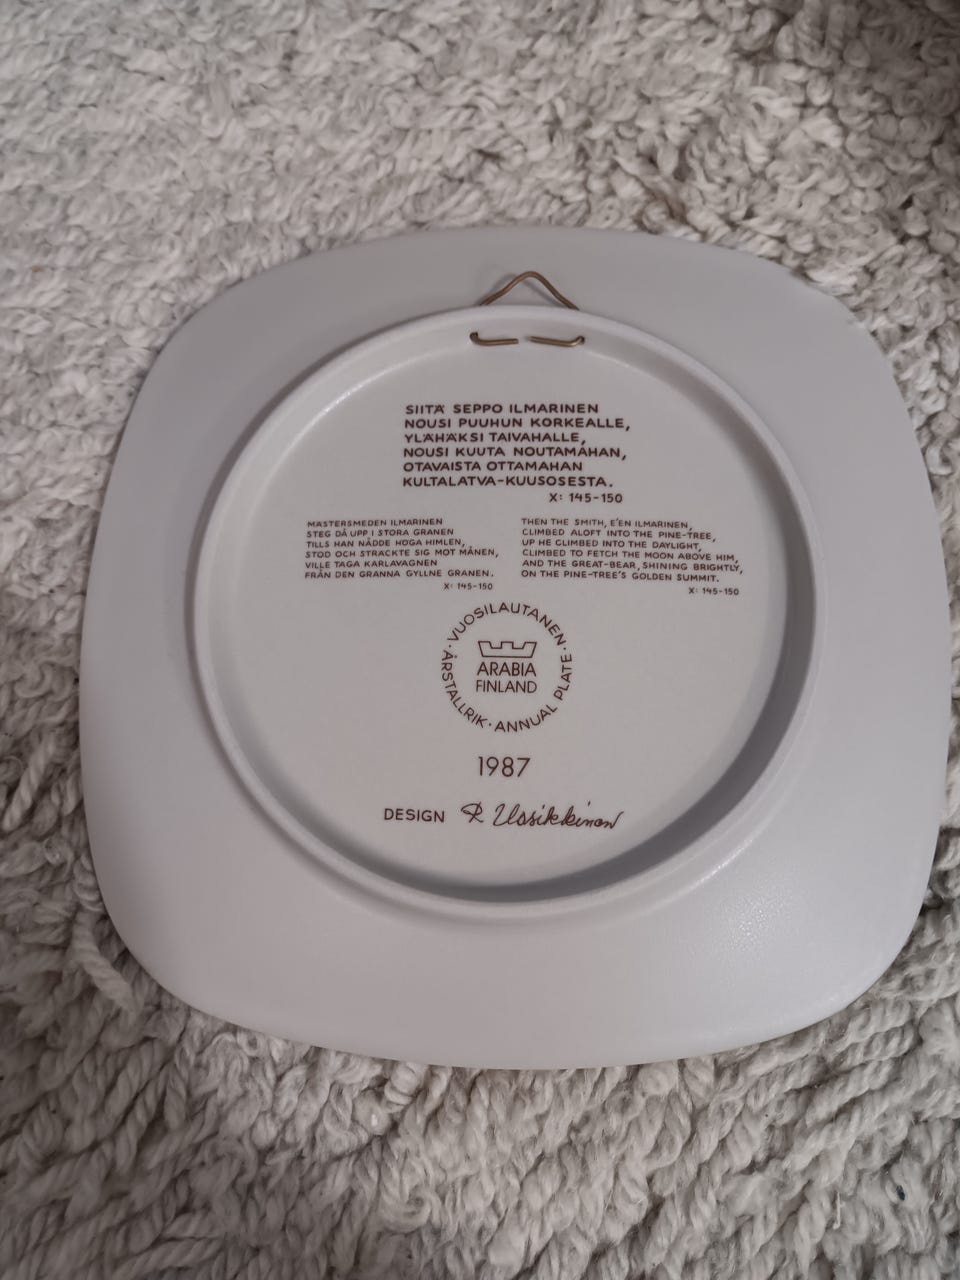 SIITÄ SEPPO ILMARINEN
NOUSI PUUHUN KORKEALLE,
YLÄHÄKSI TAIVAHALLE,
NOUSI KUUTA NOUTAMAHAN,
OTAVAISTA OTTAMAHAN
KULTALATVA-KUUSOSESTA.
X: 145-150
MÄSTERSMEDEN ILMARINEN
STEG DÅ UPP I STORA GRANEN
TILLS HAN NÅDDE HÖGA HIMLEN,
STOD OCH STRÄCKTE SIG MOT MÅNEN,
VILLE TAGA KARLAVAGNEN
FRÅN DEN GRANNA GYLLNE GRANEN.
X: 145-150
THEN THE SMITH, E'EN ILMARINEN,
CLIMBED ALOFT INTO THE PINE-TREE,
UP HE CLIMBED INTO THE DAYLIGHT,
CLIMBED TO FETCH THE MOON ABOVE HIM,
AND THE GREAT-BEAR, SHINING BRIGHTLY,
ON THE PINE-TREE'S GOLDEN SUMMIT.
X: 145-150
· VUOSILAUTANEN ·
ÅRSTALLRIK · ANNUAL PLATE
ARABIA
FINLAND
1987
DESIGN R Uosikkinen